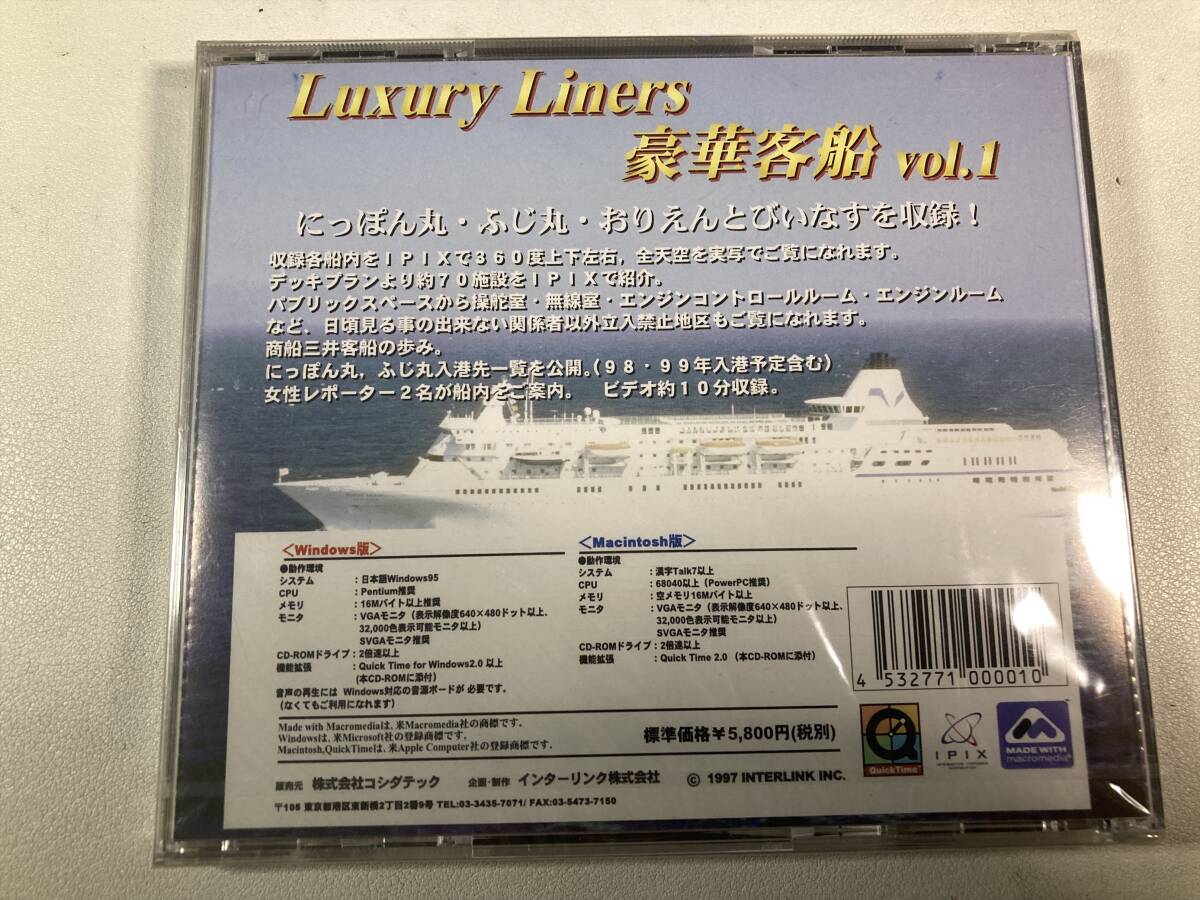 Luxury Liners
豪華客船 vol.1
にっぽん丸・ふじ丸・おりえんとびいなすを収録！
収録各船内をＩＰＩＸで３６０度上下左右，全天空を実写でご覧になれます。
デッキプランより約７０施設をＩＰＩＸで紹介。
パブリックスペースから操舵室・無線室・エンジンコントロールルーム・エンジンルーム
など、日頃見る事の出来ない関係者以外立入禁止地区もご覧になれます。
商船三井客船の歩み。
にっぽん丸，ふじ丸入港先一覧を公開。（９８・９９年入港予定含む）
女性レポーター２名が船内をご案内。 ビデオ約１０分収録。
〈Windows版〉
●動作環境
システム ：日本語Windows95
CPU ：Pentium推奨
メモリ ：16Mバイト以上推奨
モニタ ：VGAモニタ（表示解像度640×480ドット以上、
32,000色表示可能モニタ以上）
SVGAモニタ推奨
CD-ROMドライブ：2倍速以上
機能拡張 ：Quick Time for Windows2.0 以上
（本CD-ROMに添付）
音声の再生には Windows対応の音源ボードが 必要です。
（なくてもご利用になれます）
〈Macintosh版〉
●動作環境
システム ：漢字Talk7以上
CPU ：68040以上（PowerPC推奨）
メモリ ：空メモリ16Mバイト以上
モニタ ：VGAモニタ（表示解像度640×480ドット以上、
32,000色表示可能モニタ以上）
SVGAモニタ推奨
CD-ROMドライブ：2倍速以上
機能拡張 ：Quick Time 2.0 （本CD-ROMに添付）
Made with Macromediaは、米Macromedia社の商標です。
Windowsは、米Microsoft社の登録商標です。
Macintosh,QuickTimeは、米Apple Computer社の登録商標です。
標準価格￥5,800円（税別）
4 532771 000010
QuickTime
IPIX
MADE WITH
macromedia
販売元 株式会社コシダテック 企画・制作 インターリンク株式会社 © 1997 INTERLINK INC.
〒105 東京都港区東新橋2丁目2番9号 TEL:03-3435-7071/ FAX:03-5473-7150